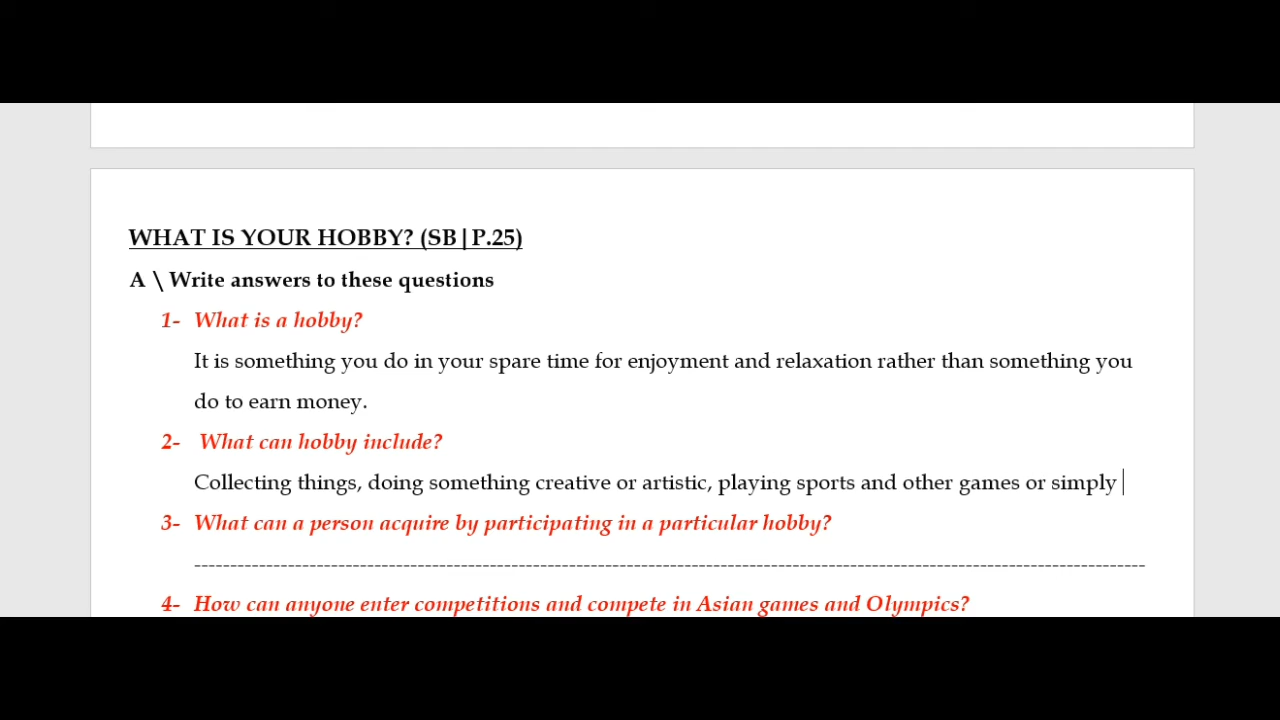 WHAT IS YOUR HOBBY? (SB|P.25)
A \ Write answers to these questions
1- What is a hobby?
It is something you do in your spare time for enjoyment and relaxation rather than something you
do to earn money.
2- What can hobby include?
Collecting things, doing something creative or artistic, playing sports and other games or simply
3- What can a person acquire by participating in a particular hobby?
--------------------------------------------------------------------------------------------------------------------------------------
4- How can anyone enter competitions and compete in Asian games and Olympics?